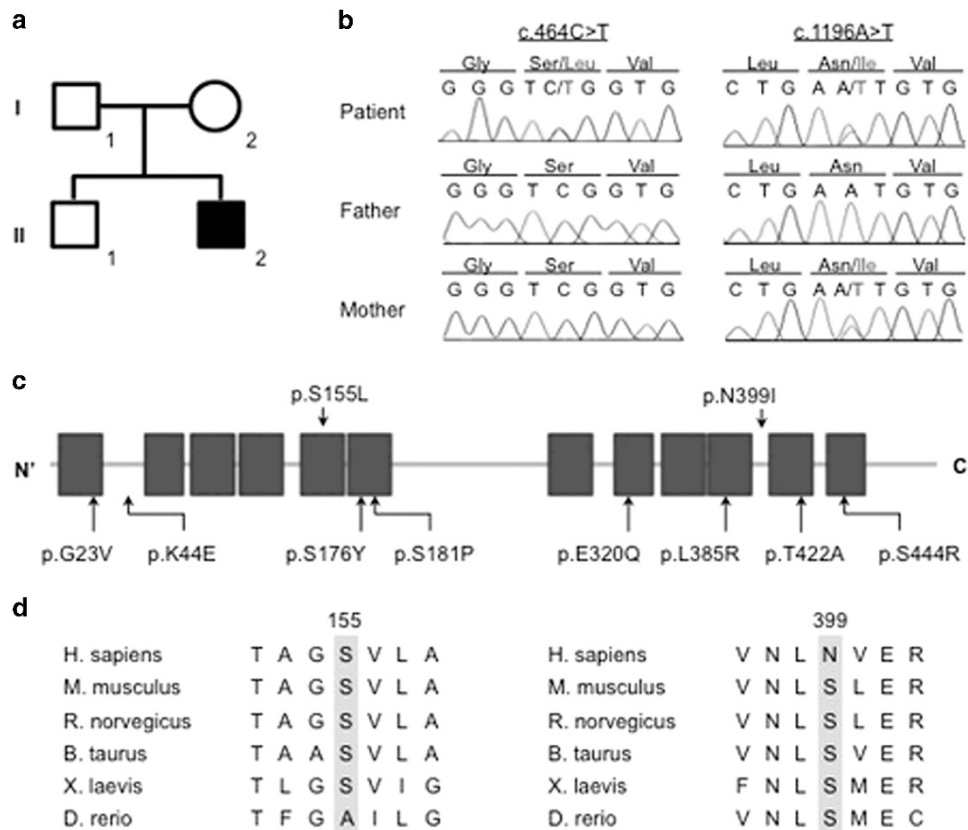 a
I
1
2
II
1
2
b
c.464C>T
c.1196A>T
Patient
Gly Ser/Leu Val
G G G T C/T G G T G
Leu Asn/Ile Val
C T G A A/T T G T G
Father
Gly Ser Val
G G G T C G G T G
Leu Asn Val
C T G A A T G T G
Mother
Gly Ser Val
G G G T C G G T G
Leu Asn/Ile Val
C T G A A/T T G T G
c
p.S155L
p.N399I
N'
C
p.G23V
p.K44E
p.S176Y
p.S181P
p.E320Q
p.L385R
p.T422A
p.S444R
d
155
H. sapiens T A G S V L A
M. musculus T A G S V L A
R. norvegicus T A G S V L A
B. taurus T A A S V L A
X. laevis T L G S V I G
D. rerio T F G A I L G
399
H. sapiens V N L N V E R
M. musculus V N L S L E R
R. norvegicus V N L S L E R
B. taurus V N L S V E R
X. laevis F N L S M E R
D. rerio V N L S M E C